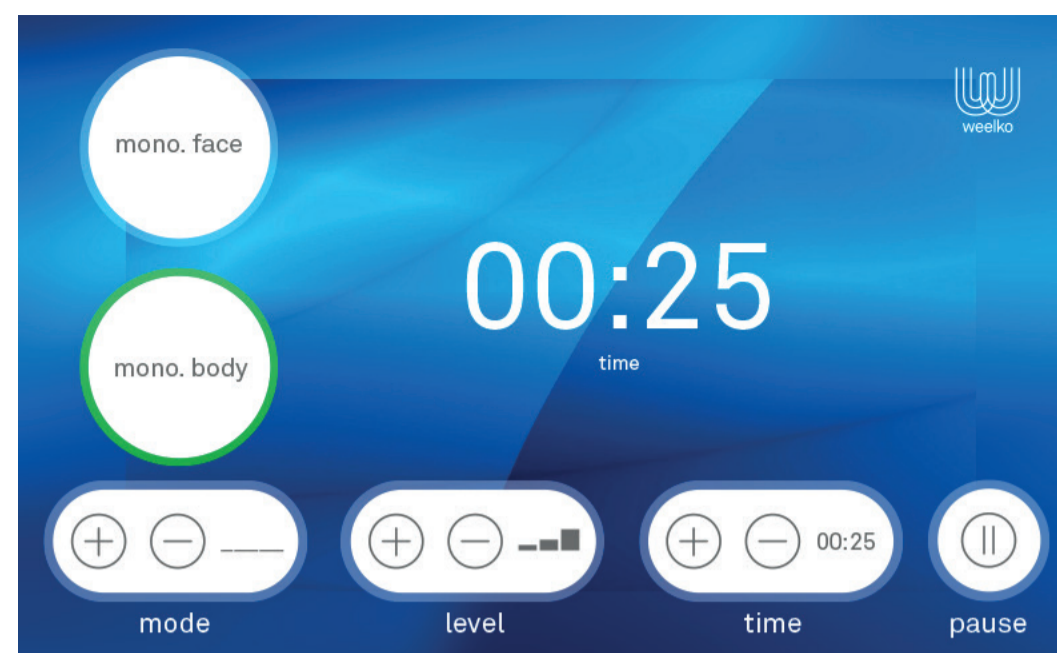 mono. face
weelko
00:25
time
mono. body
00:25
mode
level
time
pause